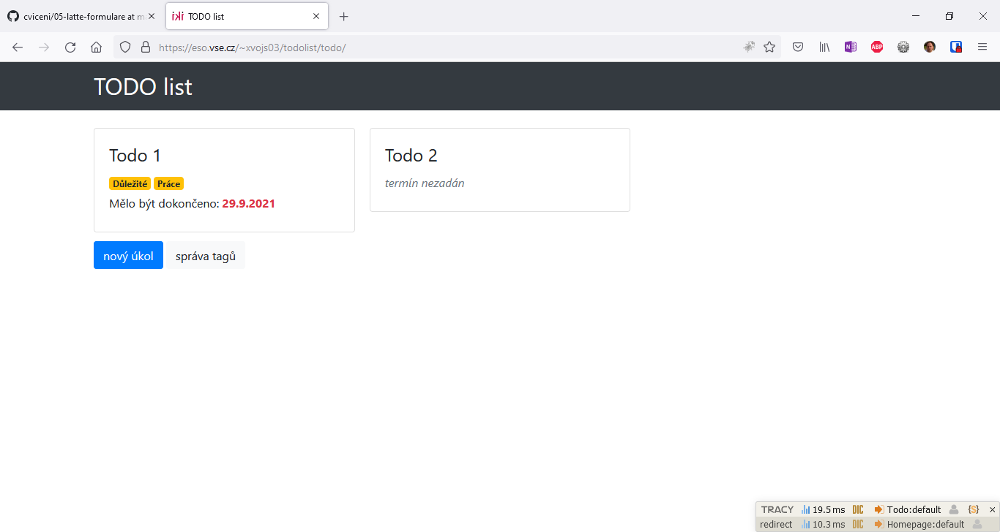 cviceni/05-latte-formulare at m
TODO list
https://eso.vse.cz/~xvojs03/todolist/todo/
N
ABP
TODO list
Todo 1
Důležité Práce
Mělo být dokončeno: 29.9.2021
Todo 2
termín nezadán
nový úkol
správa tagů
TRACY 19.5 ms DIC Todo:default {$} ×
redirect 10.3 ms DIC Homepage:default